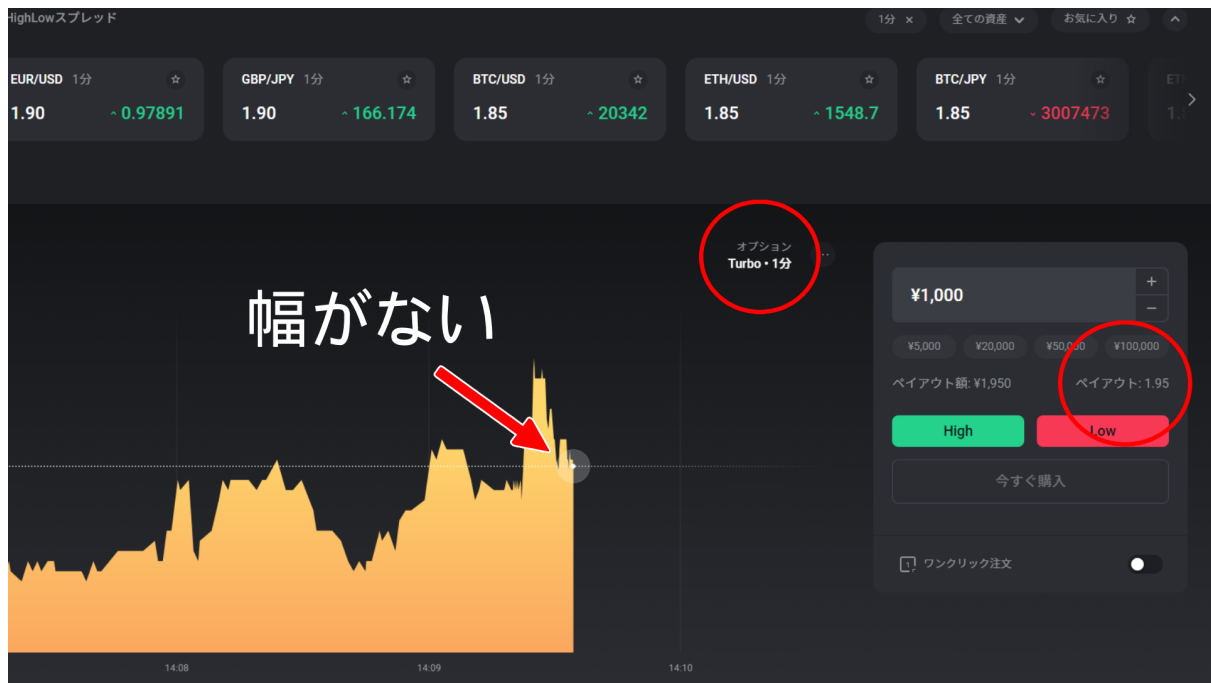 HighLowスプレッド
1分 ×
全ての資産
お気に入り
EUR/USD 1分
1.90 0.97891
GBP/JPY 1分
1.90 166.174
BTC/USD 1分
1.85 20342
ETH/USD 1分
1.85 1548.7
BTC/JPY 1分
1.85 3007473
オプション
Turbo・1分
幅がない
¥1,000
¥5,000 ¥20,000 ¥50,000 ¥100,000
ペイアウト額: ¥1,950 ペイアウト: 1.95
High Low
今すぐ購入
1 ワンクリック注文
14:08 14:09 14:10